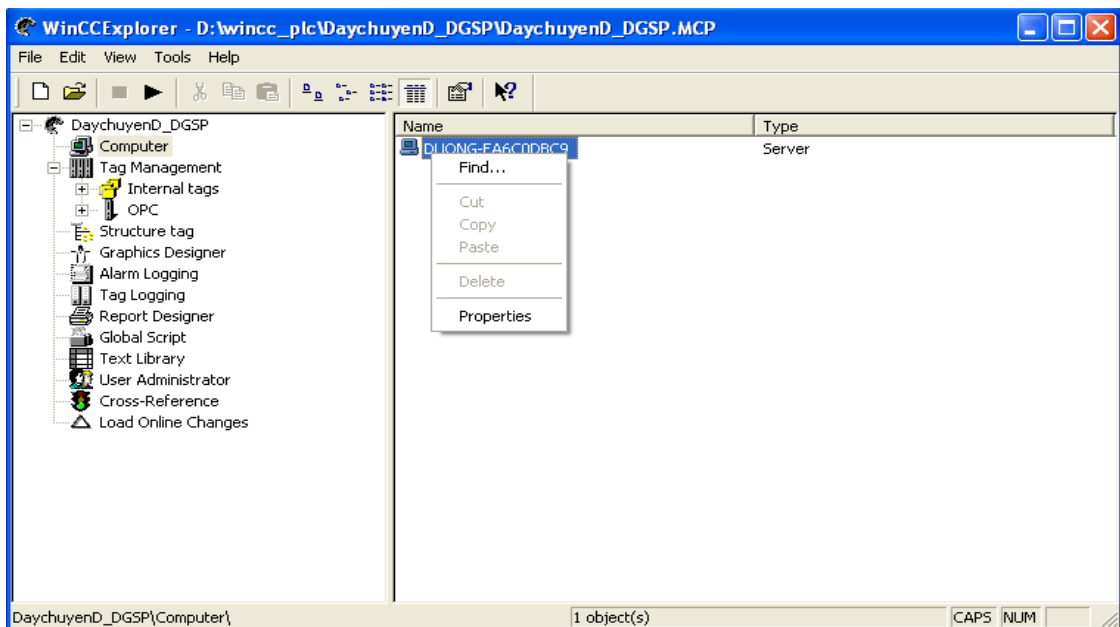 WinCCExplorer - D:\wincc_plc\DaychuyenD_DGSP\DaychuyenD_DGSP.MCP
File Edit View Tools Help
DaychuyenD_DGSP
Computer
Tag Management
Internal tags
OPC
Structure tag
Graphics Designer
Alarm Logging
Tag Logging
Report Designer
Global Script
Text Library
User Administrator
Cross-Reference
Load Online Changes
Name Type
DUONG-EA6C0DBC9 Server
Find...
Cut
Copy
Paste
Delete
Properties
DaychuyenD_DGSP\Computer\ 1 object(s) CAPS NUM